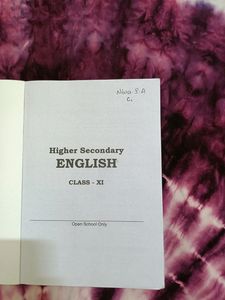 Higher Secondary
ENGLISH
CLASS - XI
Open School Only